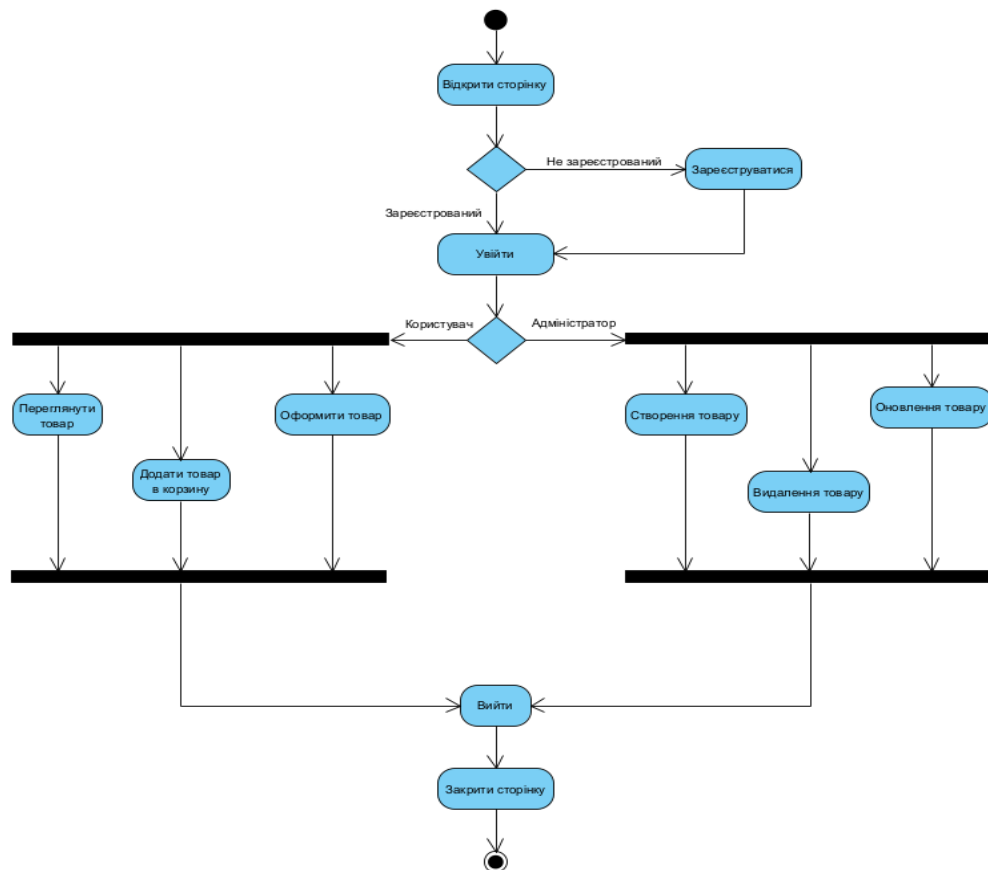 Відкрити сторінку
Не зареєстрований
Зареєструватися
Зареєстрований
Увійти
Користувач
Адміністратор
Переглянути
товар
Оформити товар
Створення товару
Оновлення товару
Додати товар
в корзину
Видалення товару
Вийти
Закрити сторінку